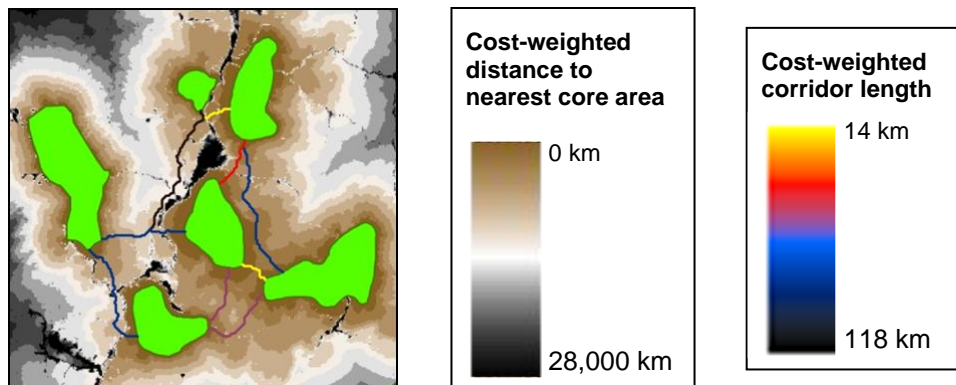 Cost-weighted
distance to
nearest core area
0 km
28,000 km
Cost-weighted
corridor length
14 km
118 km